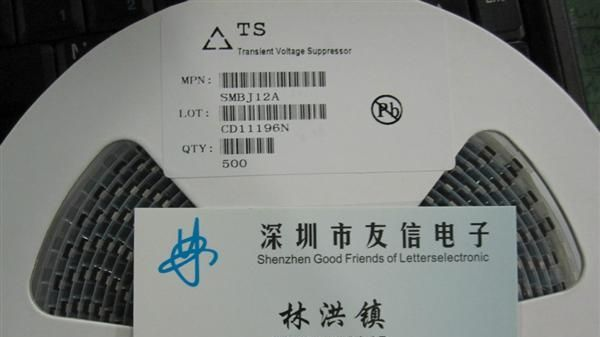 TS
Transient Voltage Suppressor
MPN:
SMBJ12A
LOT:
CD11196N
QTY:
500
Pb
深圳市友信电子
Shenzhen Good Friends of Letterselectronic
林洪镇